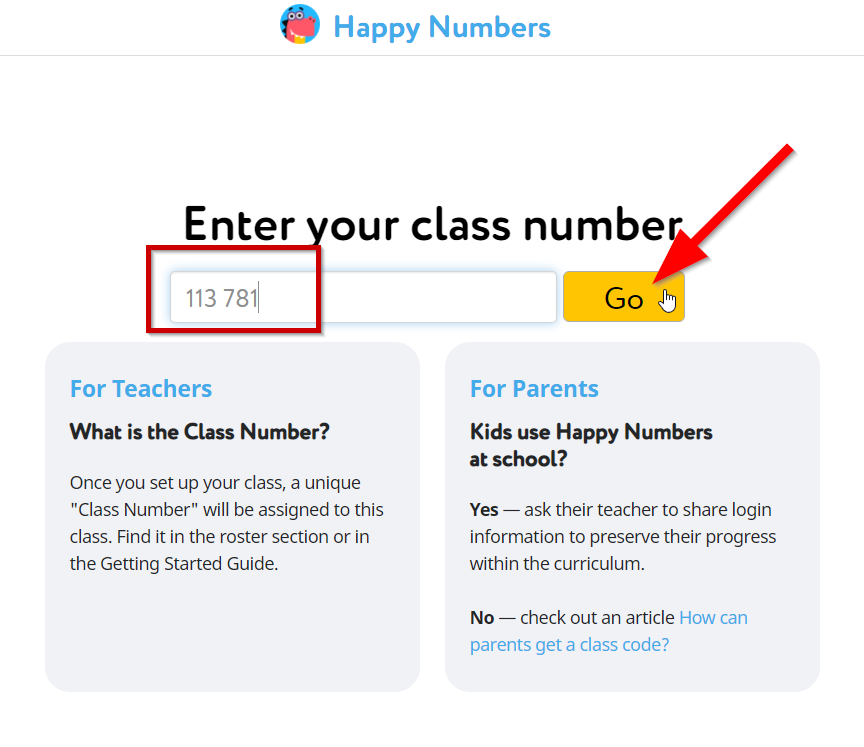 Happy Numbers
Enter your class number
113 781
Go
For Teachers
What is the Class Number?
Once you set up your class, a unique
"Class Number" will be assigned to this
class. Find it in the roster section or in
the Getting Started Guide.
For Parents
Kids use Happy Numbers
at school?
Yes — ask their teacher to share login
information to preserve their progress
within the curriculum.
No — check out an article How can
parents get a class code?